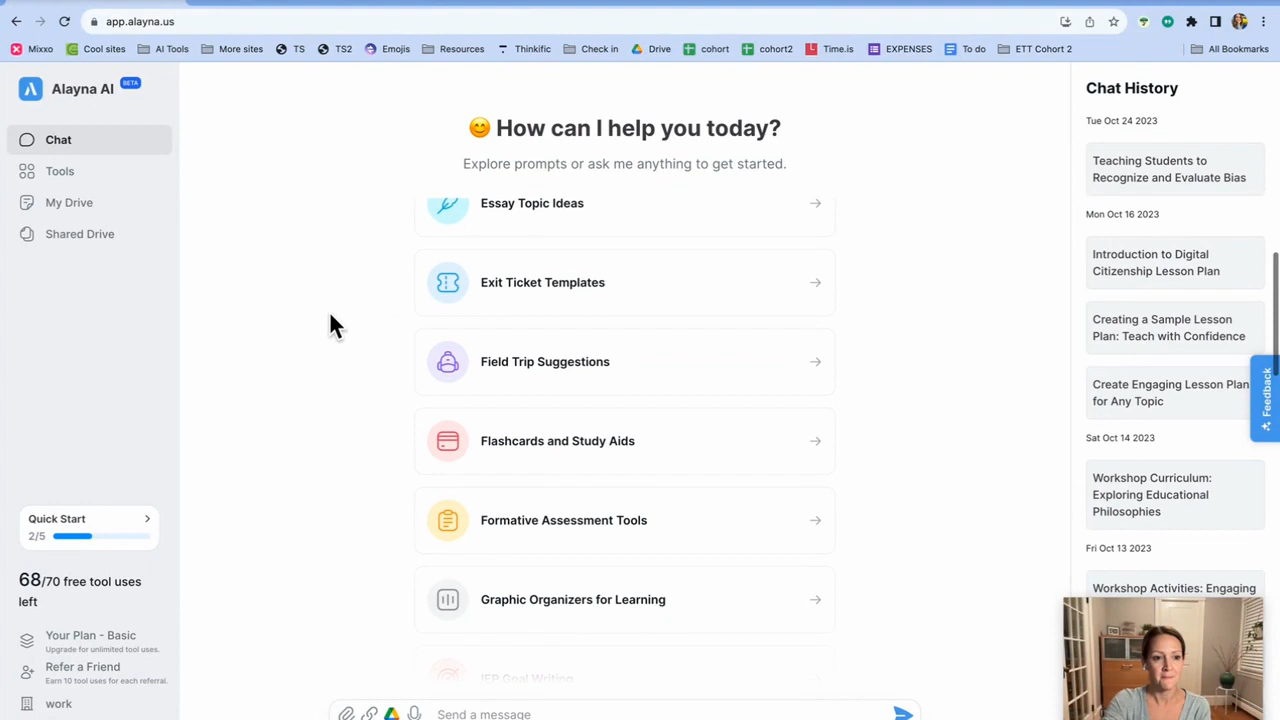 app.alayna.us
Mixxo
Cool sites
AI Tools
More sites
TS
TS2
Emojis
Resources
Thinkific
Check in
Drive
cohort
cohort2
Time.is
EXPENSES
To do
ETT Cohort 2
All Bookmarks
Alayna AI
BETA
Chat
Tools
My Drive
Shared Drive
Quick Start
2/5
68/70 free tool uses
left
Your Plan - Basic
Upgrade for unlimited tool uses.
Refer a Friend
Earn 10 tool uses for each referral.
work
😊 How can I help you today?
Explore prompts or ask me anything to get started.
Essay Topic Ideas
Exit Ticket Templates
Field Trip Suggestions
Flashcards and Study Aids
Formative Assessment Tools
Graphic Organizers for Learning
IEP Goal Writing
Send a message
Chat History
Tue Oct 24 2023
Teaching Students to
Recognize and Evaluate Bias
Mon Oct 16 2023
Introduction to Digital
Citizenship Lesson Plan
Creating a Sample Lesson
Plan: Teach with Confidence
Create Engaging Lesson Plan
for Any Topic
Sat Oct 14 2023
Workshop Curriculum:
Exploring Educational
Philosophies
Fri Oct 13 2023
Workshop Activities: Engaging
Feedback